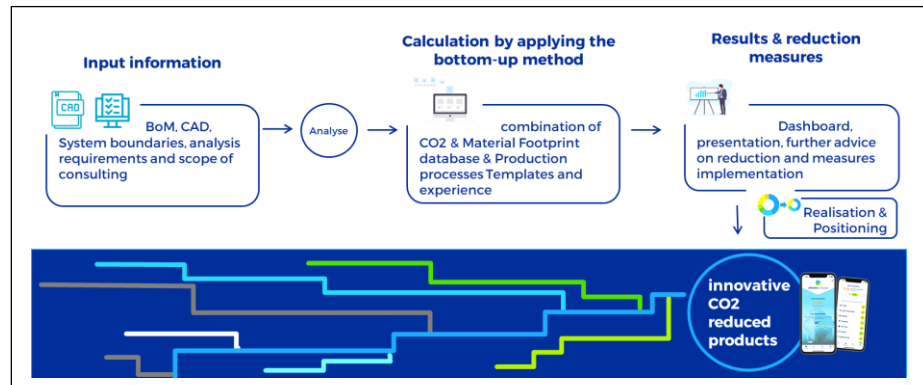 Input information
CAD
BoM, CAD,
System boundaries, analysis
requirements and scope of
consulting
Analyse
Calculation by applying the
bottom-up method
combination of
CO2 & Material Footprint
database & Production
processes Templates and
experience
Results & reduction
measures
Dashboard,
presentation, further advice
on reduction and measures
implementation
Realisation &
Positioning
innovative
CO2
reduced
products